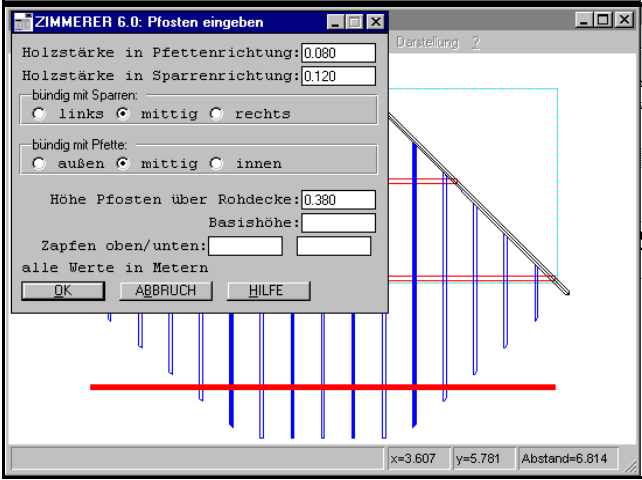 ZIMMERER 6.0: Pfosten eingeben
Darstellung ?
Holzstärke in Pfettenrichtung: 0.080
Holzstärke in Sparrenrichtung: 0.120
bündig mit Sparren:
links mittig rechts
bündig mit Pfette:
außen mittig innen
Höhe Pfosten über Rohdecke: 0.380
Basishöhe:
Zapfen oben/unten:
alle Werte in Metern
OK ABBRUCH HILFE
x=3.607 y=5.781 Abstand=6.814